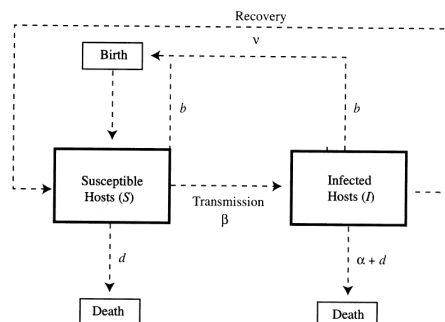 Recovery
ν
Birth
b
b
Susceptible
Hosts (S)
Transmission
β
Infected
Hosts (I)
d
α + d
Death
Death